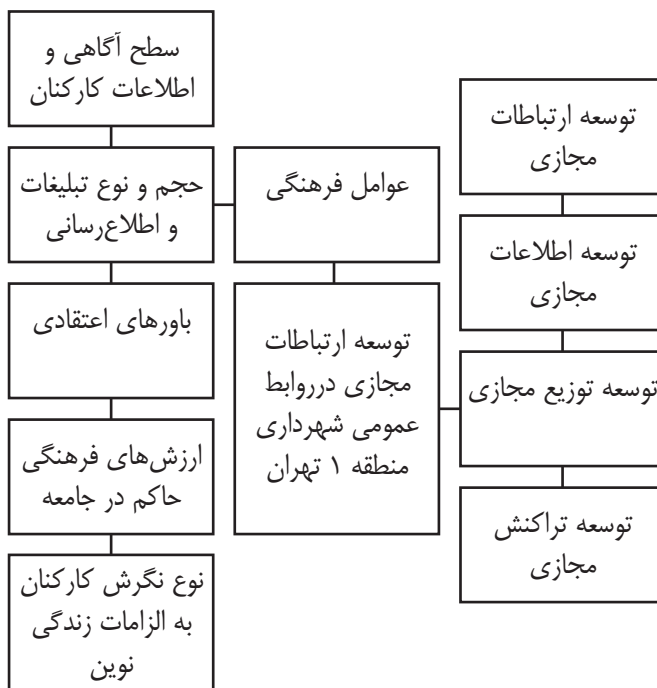 سطح آگاهی و
اطلاعات کارکنان
حجم و نوع تبلیغات
و اطلاع‌رسانی
باورهای اعتقادی
ارزش‌های فرهنگی
حاکم در جامعه
نوع نگرش کارکنان
به الزامات زندگی
نوین
عوامل فرهنگی
توسعه ارتباطات
مجازی درروابط
عمومی شهرداری
منطقه ۱ تهران
توسعه ارتباطات
مجازی
توسعه اطلاعات
مجازی
توسعه توزیع مجازی
توسعه تراکنش
مجازی